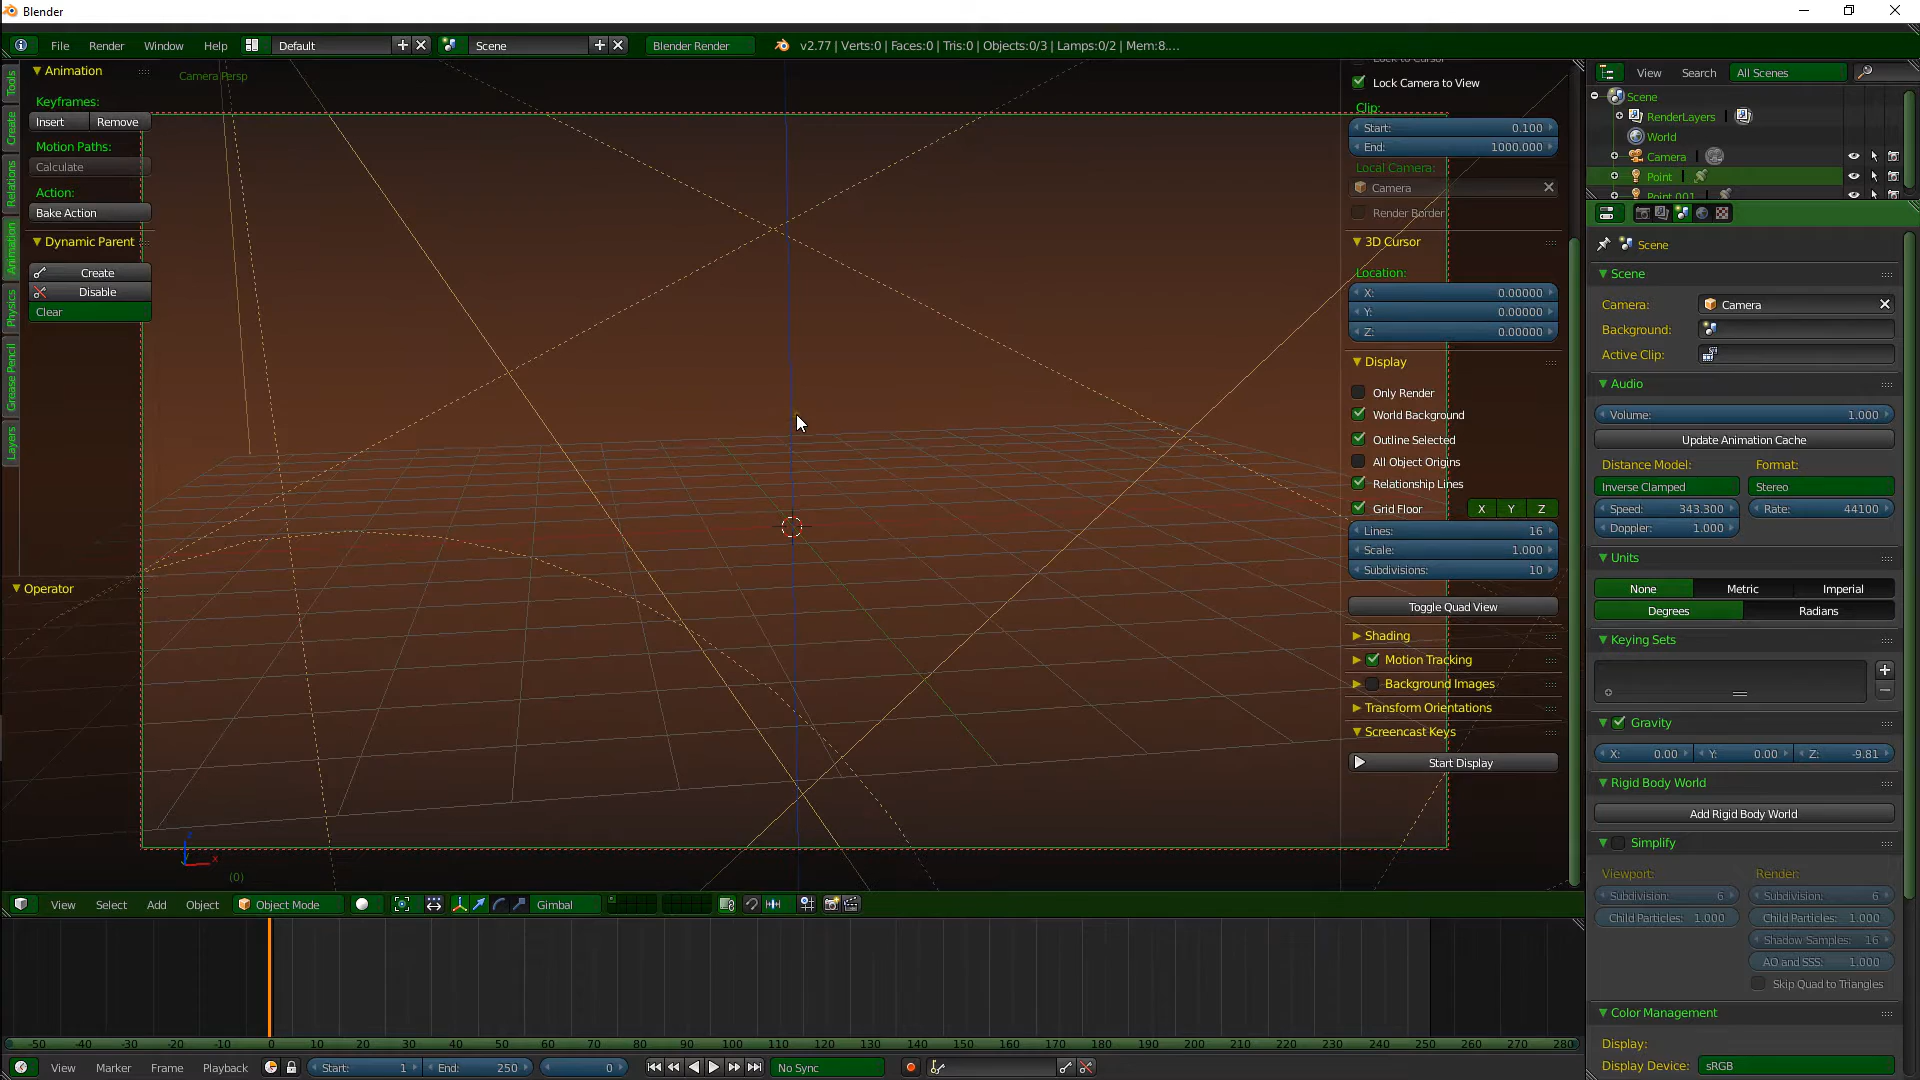 Blender
File Render Window Help Default Scene Blender Render v2.77 | Verts:0 | Faces:0 | Tris:0 | Objects:0/3 | Lamps:0/2 | Mem:8....
Tools
Create
Relations
Animation
Physics
Grease Pencil
Layers
Animation
Keyframes:
Insert Remove
Motion Paths:
Calculate
Action:
Bake Action
Dynamic Parent
Create
Disable
Clear
Operator
Camera Persp
z
x
(0)
Lock to Cursor
Lock Camera to View
Clip:
Start: 0.100
End: 1000.000
Local Camera:
Camera
Render Border
3D Cursor
Location:
X: 0.00000
Y: 0.00000
Z: 0.00000
Display
Only Render
World Background
Outline Selected
All Object Origins
Relationship Lines
Grid Floor X Y Z
Lines: 16
Scale: 1.000
Subdivisions: 10
Toggle Quad View
Shading
Motion Tracking
Background Images
Transform Orientations
Screencast Keys
Start Display
View Search All Scenes
Scene
RenderLayers
World
Camera
Point
Point.001
Scene
Scene
Camera: Camera
Background:
Active Clip:
Audio
Volume: 1.000
Update Animation Cache
Distance Model: Format:
Inverse Clamped Stereo
Speed: 343.300 Rate: 44100
Doppler: 1.000
Units
None Metric Imperial
Degrees Radians
Keying Sets
Gravity
X: 0.00 Y: 0.00 Z: -9.81
Rigid Body World
Add Rigid Body World
Simplify
Viewport: Render:
Subdivision: 6 Subdivision: 6
Child Particles: 1.000 Child Particles: 1.000
Shadow Samples: 16
AO and SSS: 1.000
Skip Quad to Triangles
Color Management
Display:
Display Device: sRGB
View Select Add Object Object Mode Gimbal
-50 -40 -30 -20 -10 0 10 20 30 40 50 60 70 80 90 100 110 120 130 140 150 160 170 180 190 200 210 220 230 240 250 260 270 280
View Marker Frame Playback Start: 1 End: 250 0 No Sync